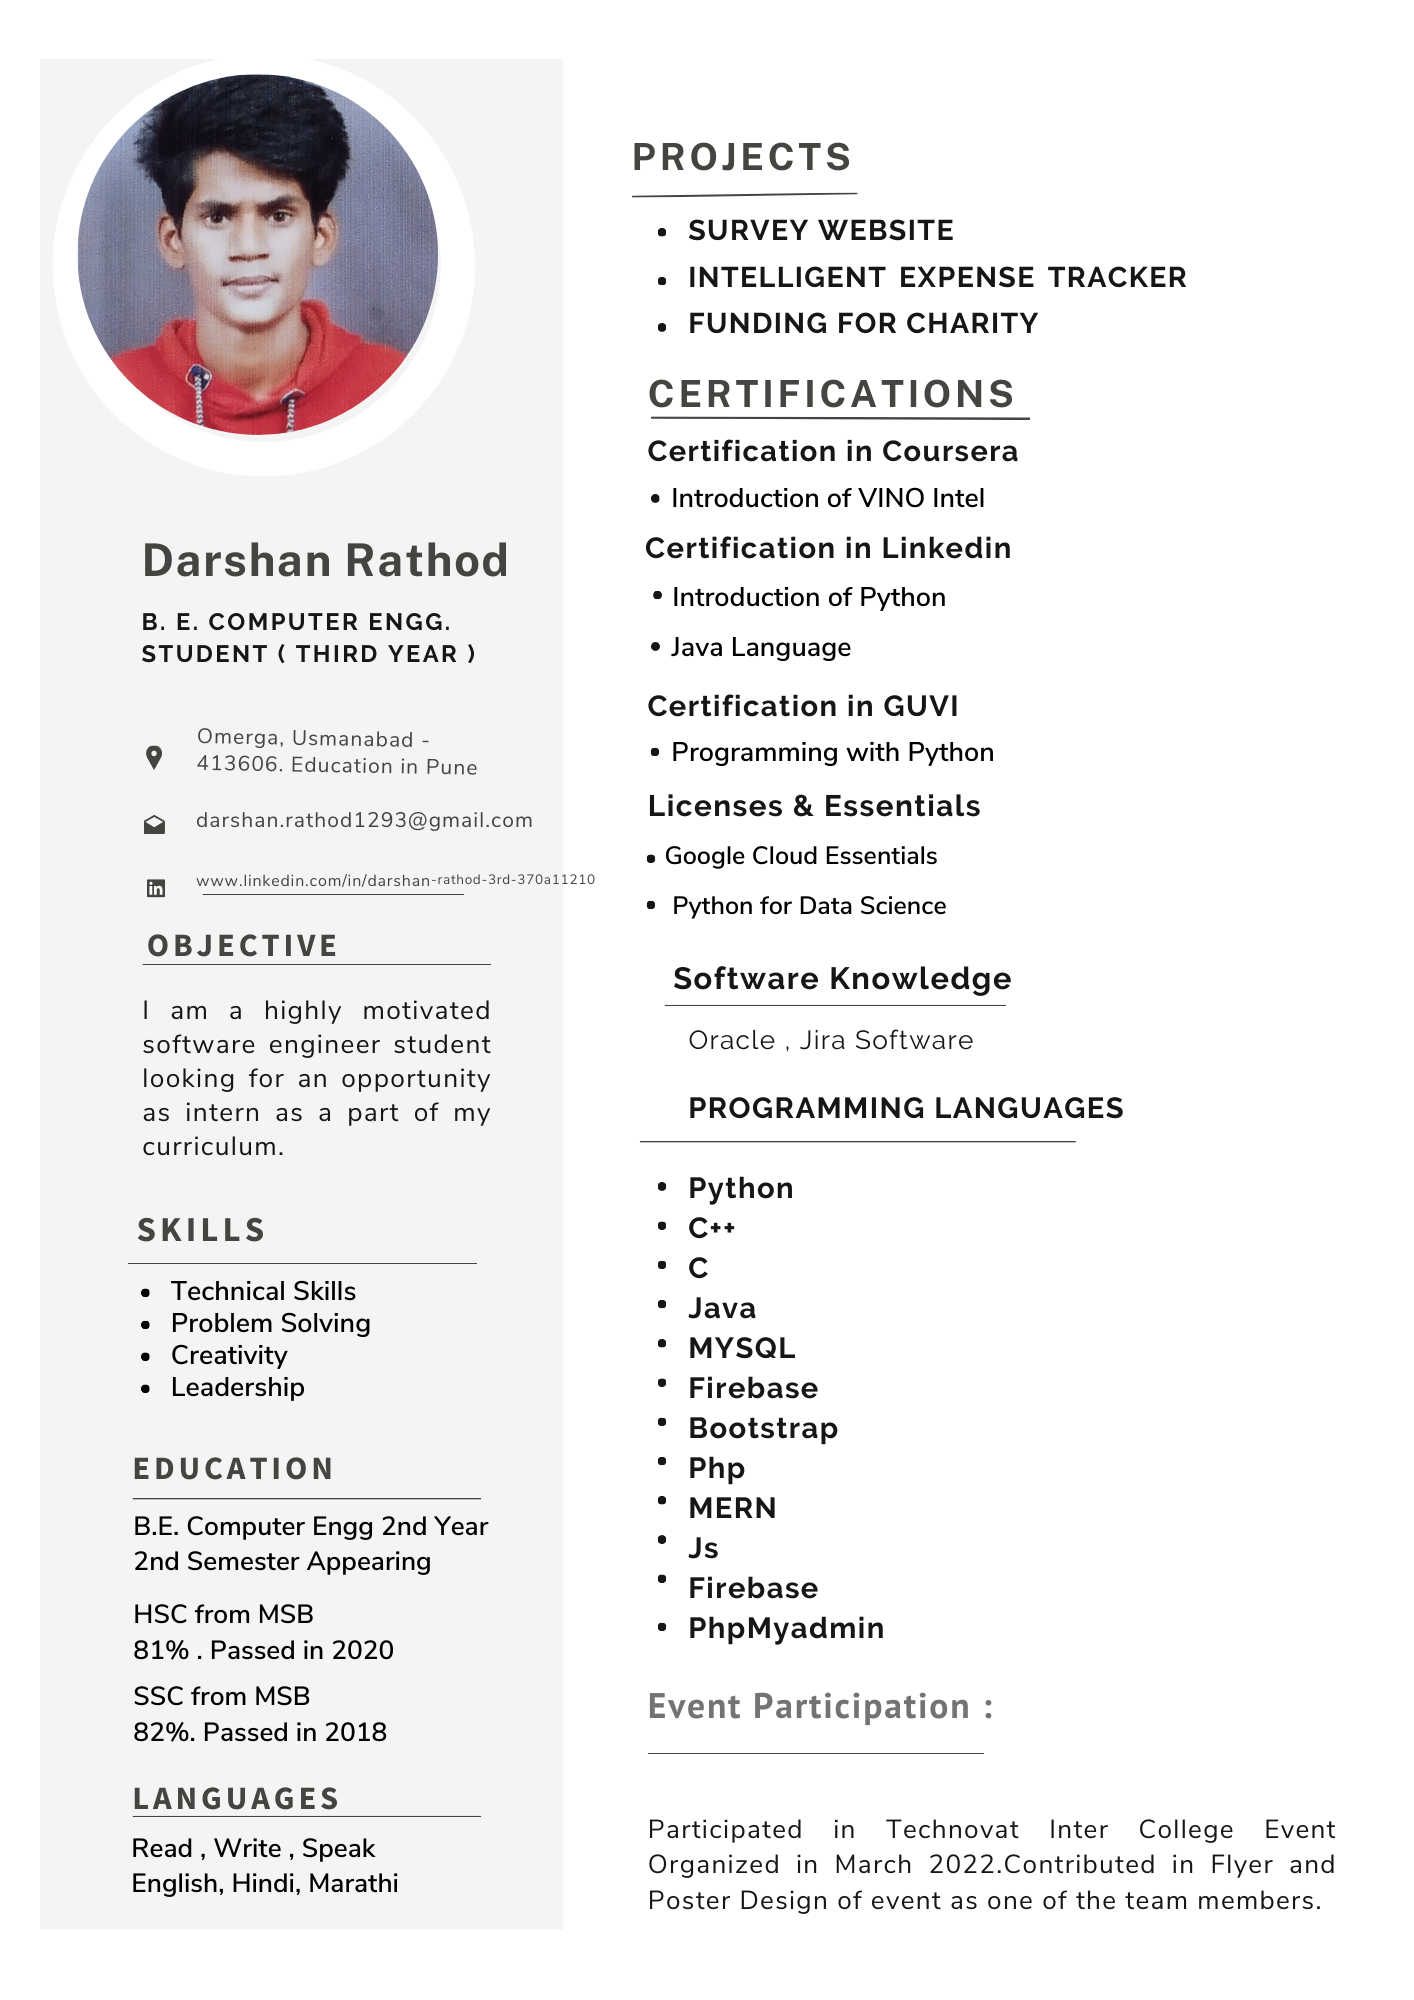 Darshan Rathod
B. E. COMPUTER ENGG.
STUDENT ( THIRD YEAR )
Omerga, Usmanabad -
413606. Education in Pune
darshan.rathod1293@gmail.com
www.linkedin.com/in/darshan-rathod-3rd-370a11210
OBJECTIVE
I am a highly motivated
software engineer student
looking for an opportunity
as intern as a part of my
curriculum.
SKILLS
• Technical Skills
• Problem Solving
• Creativity
• Leadership
EDUCATION
B.E. Computer Engg 2nd Year
2nd Semester Appearing
HSC from MSB
81% . Passed in 2020
SSC from MSB
82%. Passed in 2018
LANGUAGES
Read , Write , Speak
English, Hindi, Marathi
PROJECTS
• SURVEY WEBSITE
• INTELLIGENT EXPENSE TRACKER
• FUNDING FOR CHARITY
CERTIFICATIONS
Certification in Coursera
• Introduction of VINO Intel
Certification in Linkedin
• Introduction of Python
• Java Language
Certification in GUVI
• Programming with Python
Licenses & Essentials
• Google Cloud Essentials
• Python for Data Science
Software Knowledge
Oracle , Jira Software
PROGRAMMING LANGUAGES
• Python
• C++
• C
• Java
• MYSQL
• Firebase
• Bootstrap
• Php
• MERN
• Js
• Firebase
• PhpMyadmin
Event Participation :
Participated in Technovat Inter College Event
Organized in March 2022.Contributed in Flyer and
Poster Design of event as one of the team members.